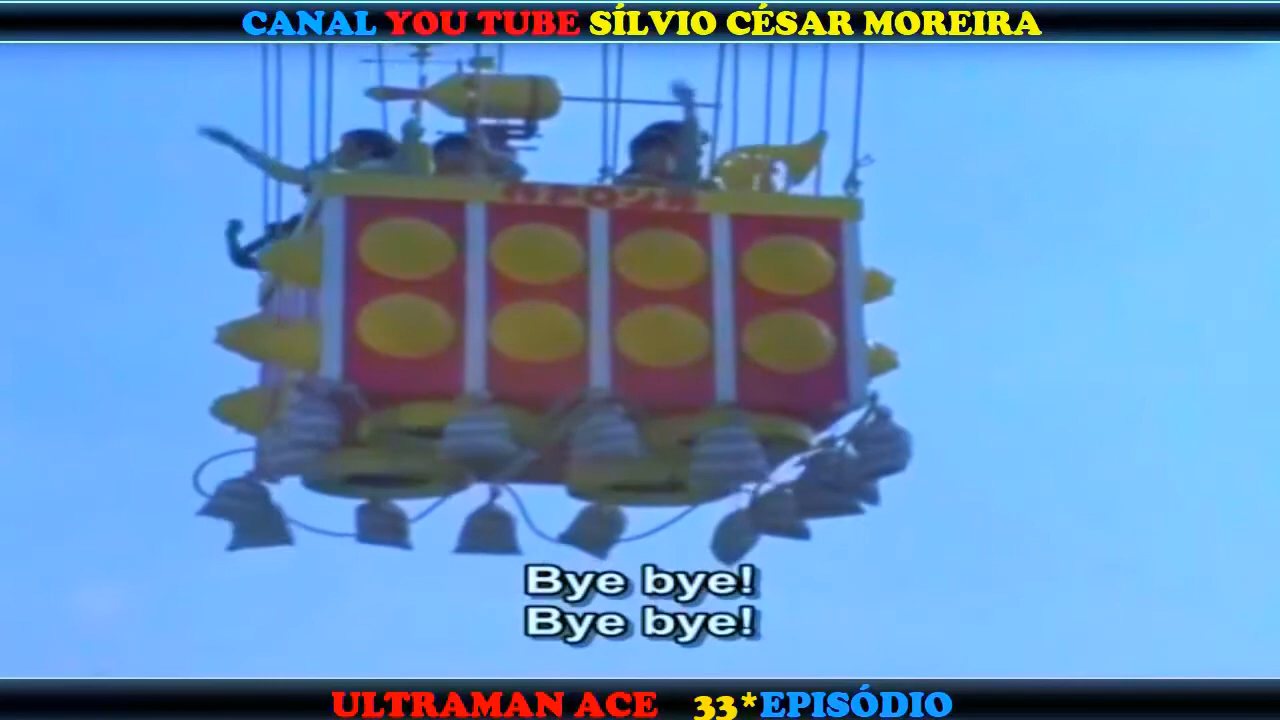 CANAL YOU TUBE SÍLVIO CÉSAR MOREIRA
Bye bye!
Bye bye!
ULTRAMAN ACE 33*EPISÓDIO